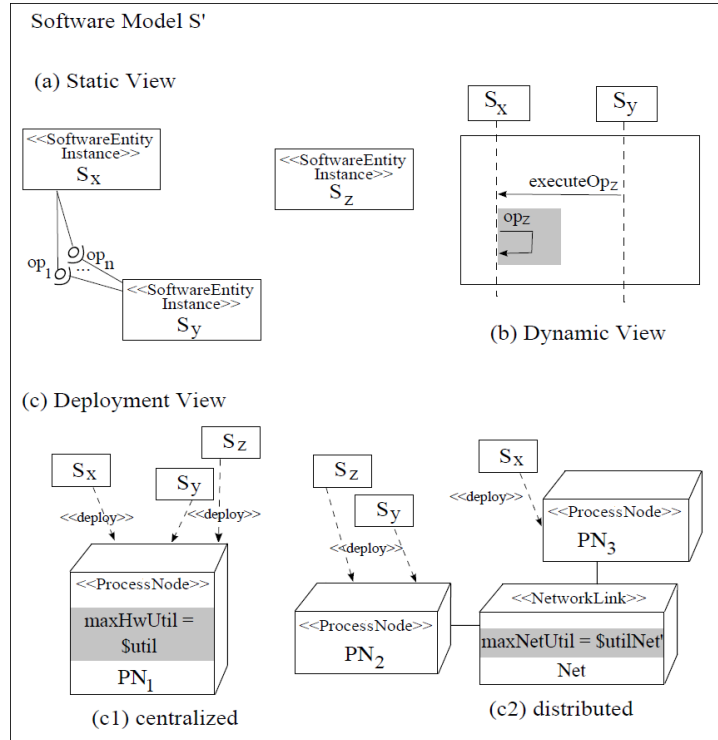 Software Model S'
(a) Static View
<<SoftwareEntity
Instance>>
Sx
op1
...
opn
<<SoftwareEntity
Instance>>
Sy
<<SoftwareEntity
Instance>>
Sz
Sx
Sy
executeOpz
opz
(b) Dynamic View
(c) Deployment View
Sx
Sy
Sz
<<deploy>>
<<deploy>>
<<ProcessNode>>
maxHwUtil =
$util
PN1
(c1) centralized
Sz
Sy
<<deploy>>
<<ProcessNode>>
PN2
Sx
<<deploy>>
<<ProcessNode>>
PN3
<<NetworkLink>>
maxNetUtil = $utilNet'
Net
(c2) distributed